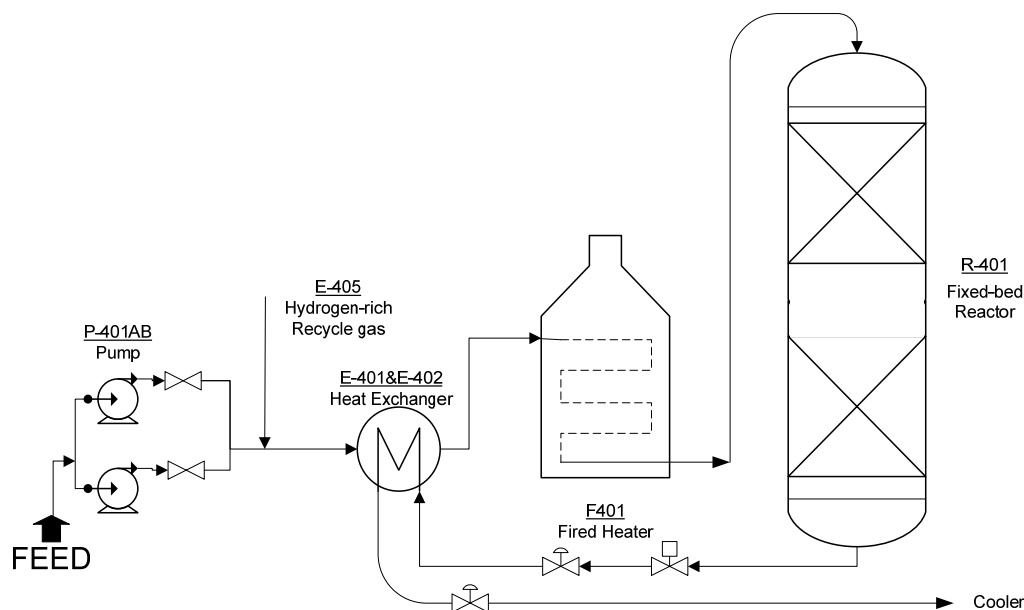 E-405
Hydrogen-rich
Recycle gas
R-401
Fixed-bed
Reactor
P-401AB
Pump
E-401&E-402
Heat Exchanger
F401
Fired Heater
FEED
Cooler